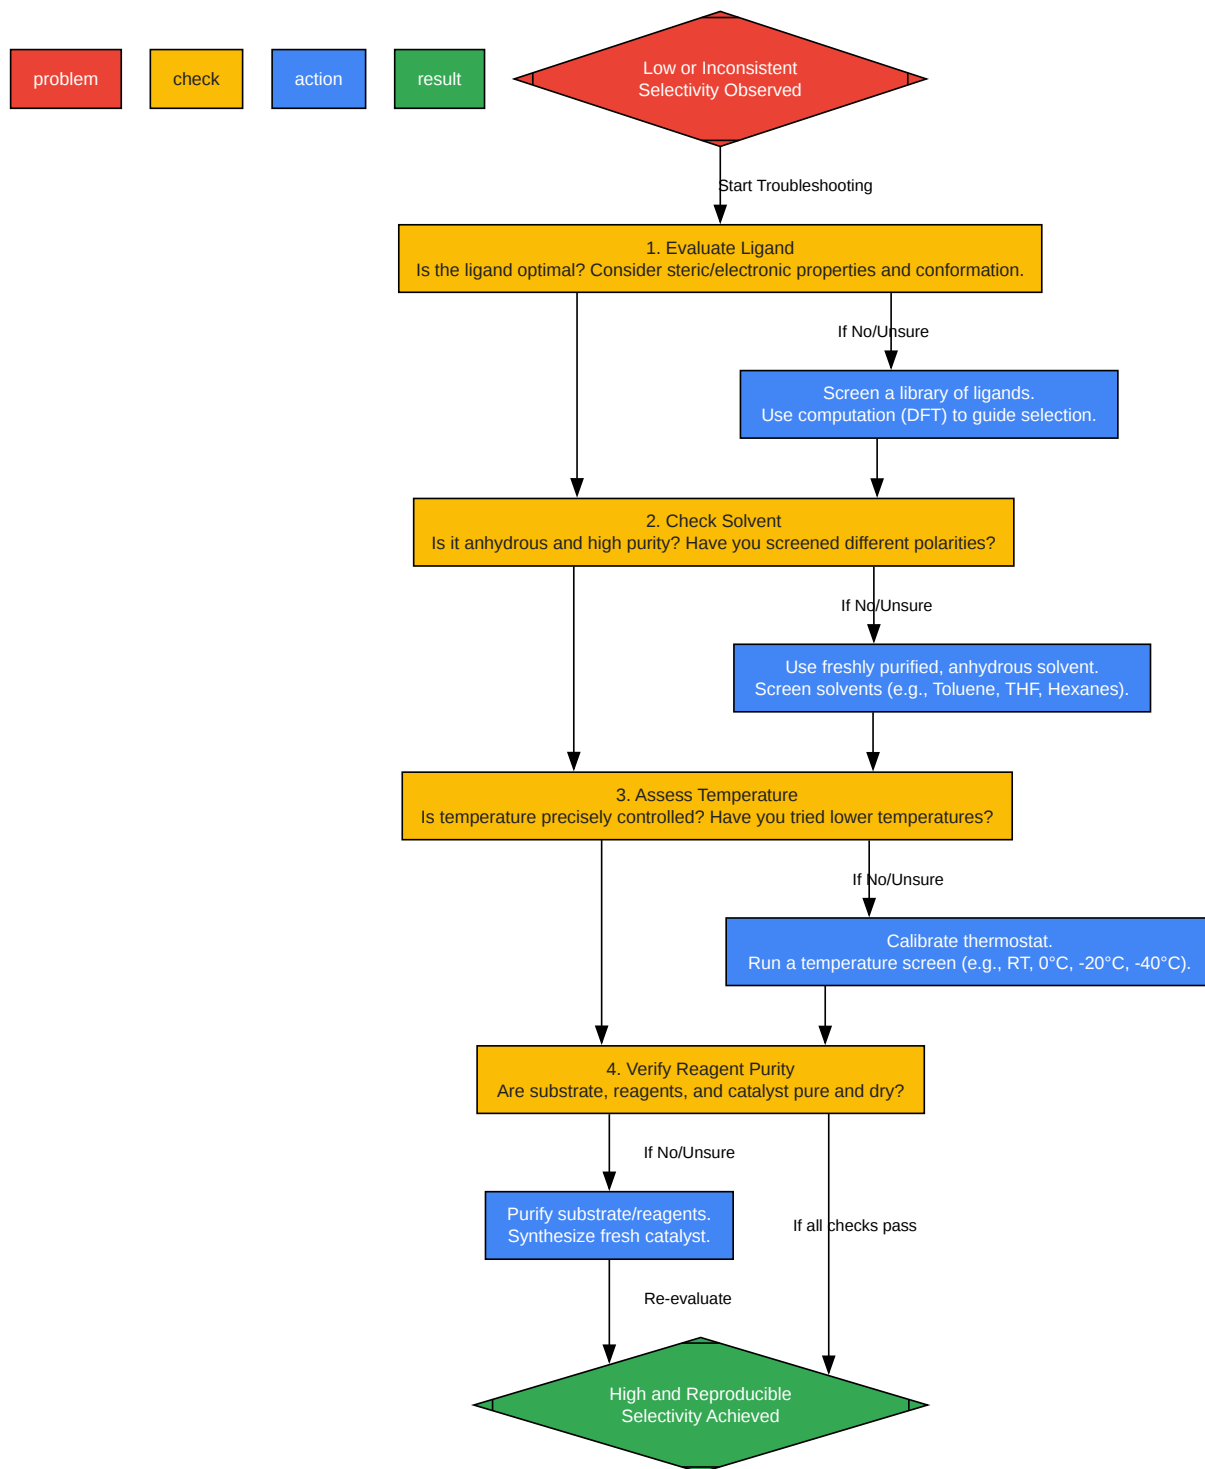 problem
check
action
result
Low or Inconsistent
Selectivity Observed
Start Troubleshooting
1. Evaluate Ligand
Is the ligand optimal? Consider steric/electronic properties and conformation.
If No/Unsure
Screen a library of ligands.
Use computation (DFT) to guide selection.
2. Check Solvent
Is it anhydrous and high purity? Have you screened different polarities?
If No/Unsure
Use freshly purified, anhydrous solvent.
Screen solvents (e.g., Toluene, THF, Hexanes).
3. Assess Temperature
Is temperature precisely controlled? Have you tried lower temperatures?
If No/Unsure
Calibrate thermostat.
Run a temperature screen (e.g., RT, 0°C, -20°C, -40°C).
4. Verify Reagent Purity
Are substrate, reagents, and catalyst pure and dry?
If No/Unsure
Purify substrate/reagents.
Synthesize fresh catalyst.
If all checks pass
Re-evaluate
High and Reproducible
Selectivity Achieved